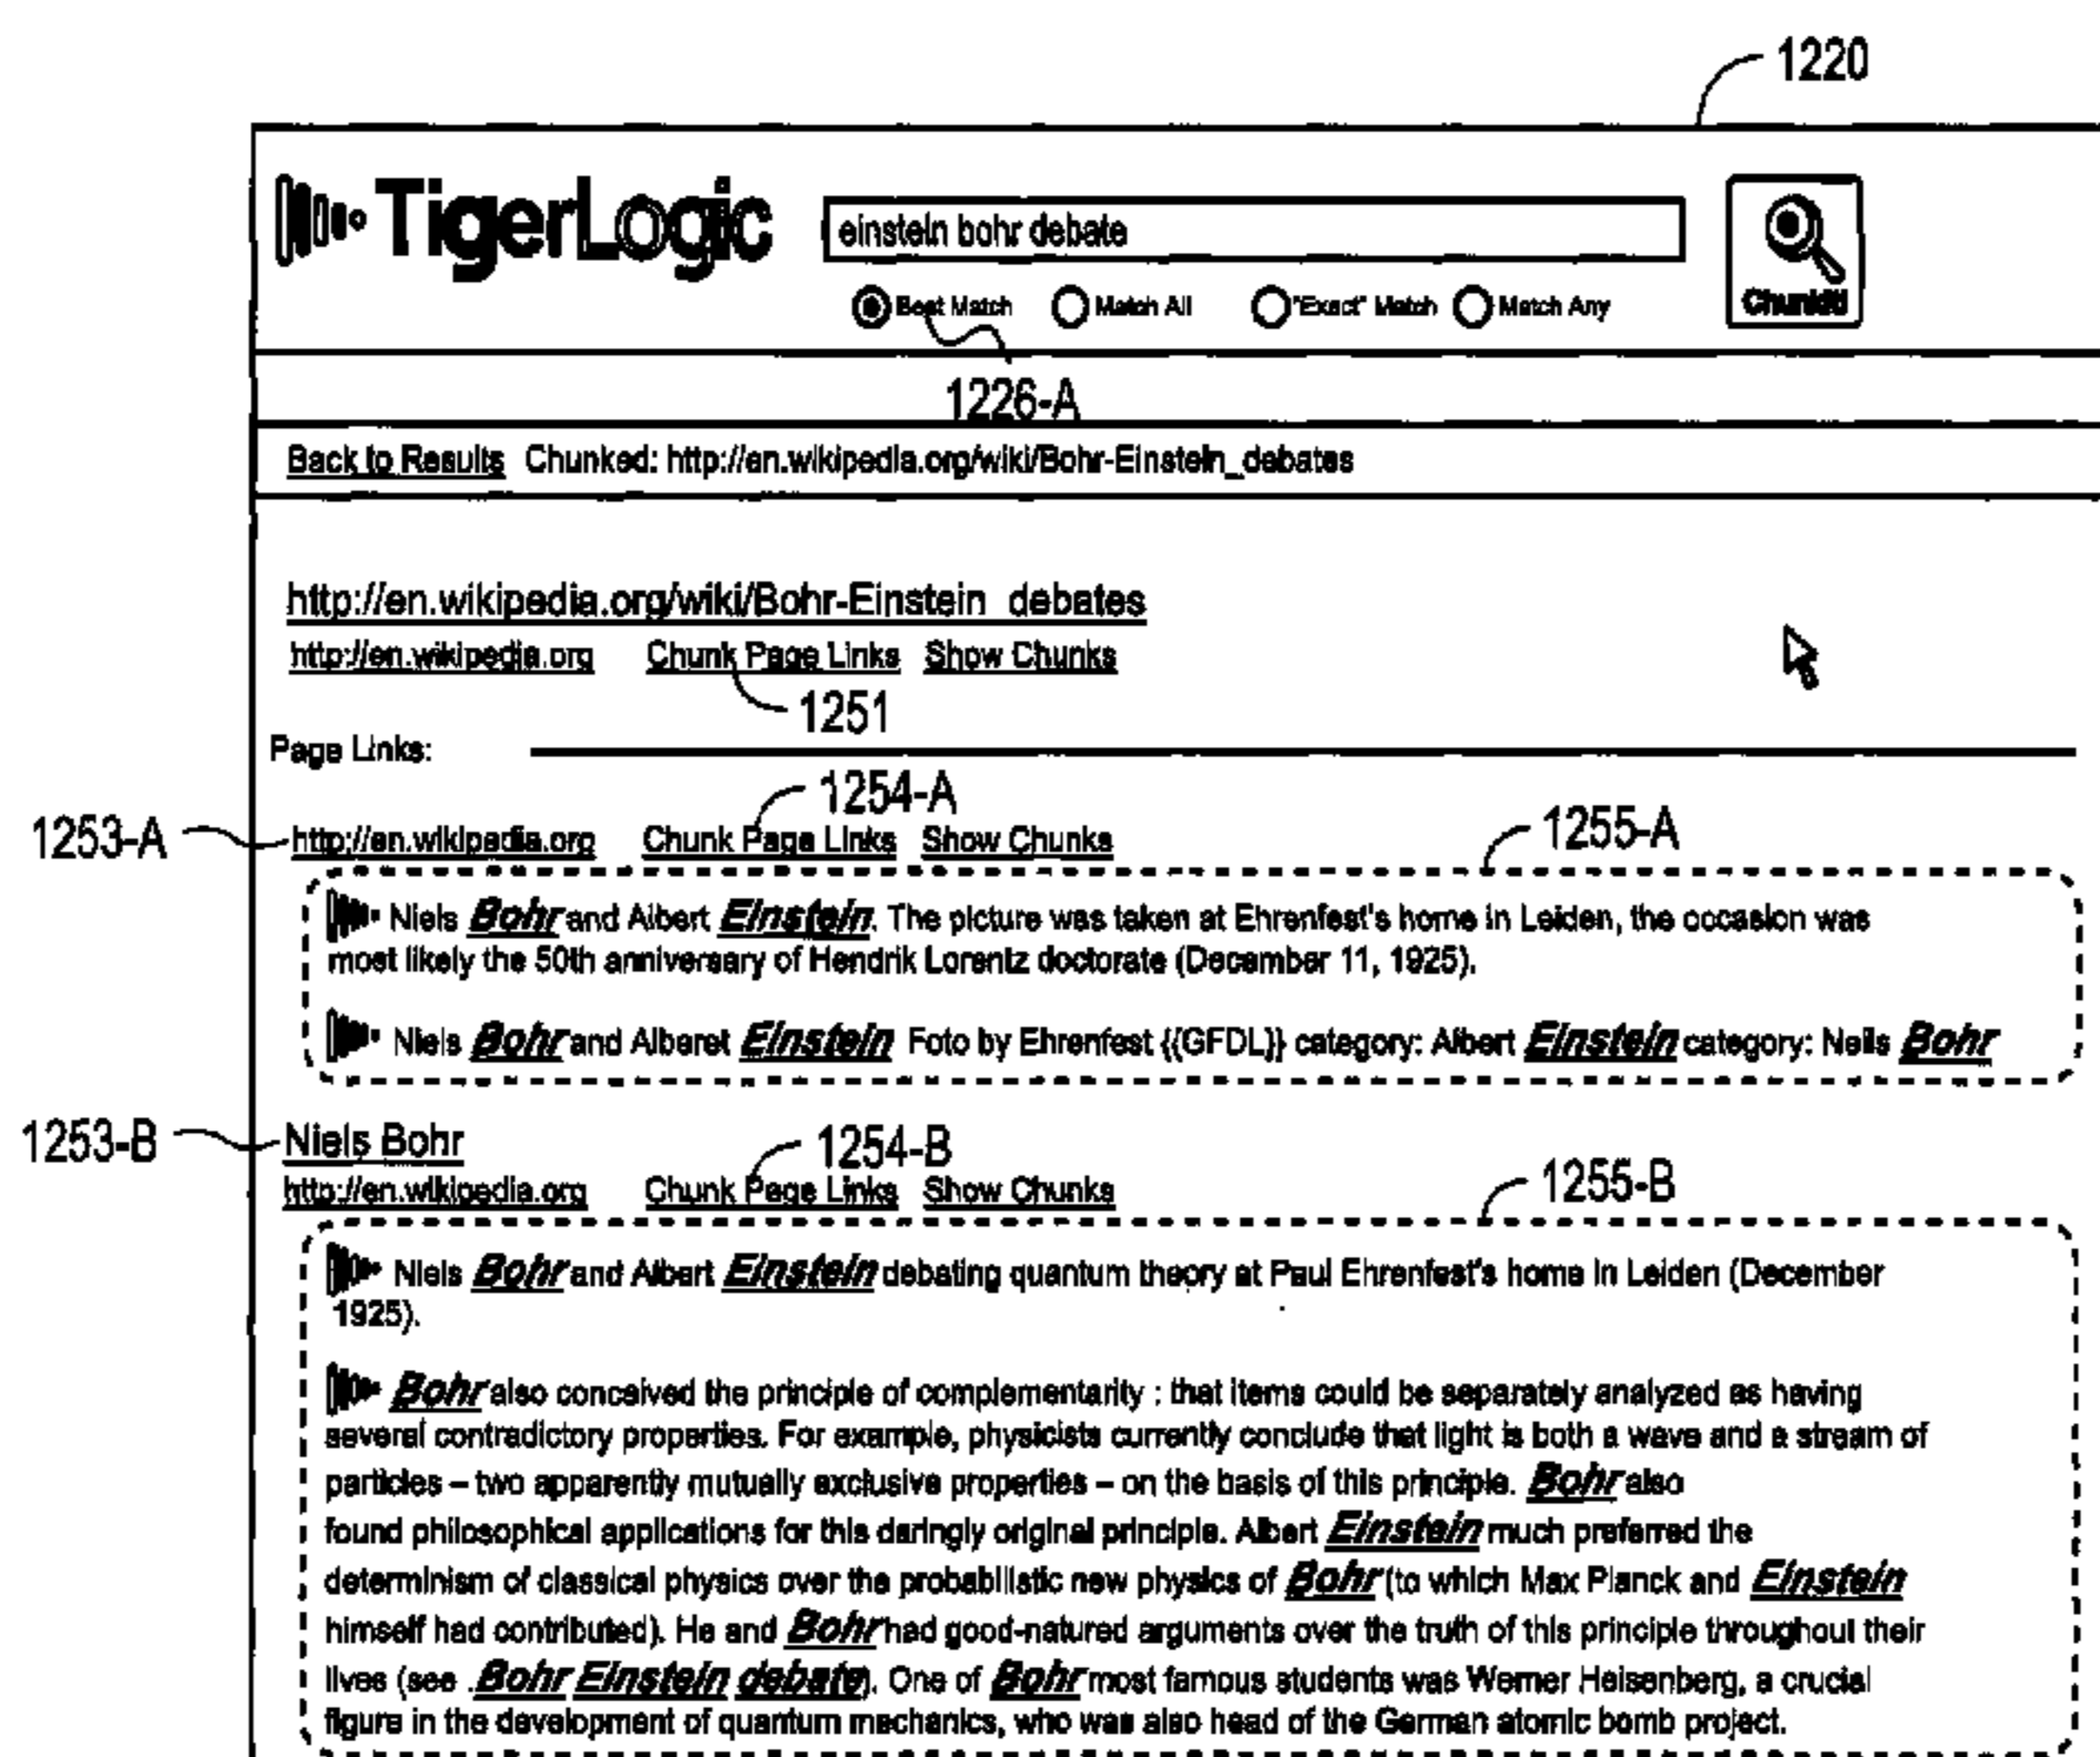 1220
TigerLogic
einstein bohr debate
Best Match Match All "Exact" Match Match Any
ChunkIt!
1226-A
Back to Results Chunked: http://en.wikipedia.org/wiki/Bohr-Einstein_debates
http://en.wikipedia.org/wiki/Bohr-Einstein_debates
http://en.wikipedia.org Chunk Page Links Show Chunks
1251
Page Links:
1254-A
1253-A http://en.wikipedia.org Chunk Page Links Show Chunks 1255-A
Niels Bohr and Albert Einstein. The picture was taken at Ehrenfest's home in Leiden, the occasion was
most likely the 50th anniversary of Hendrik Lorentz doctorate (December 11, 1925).
Niels Bohr and Alberet Einstein Foto by Ehrenfest {{GFDL}} category: Albert Einstein category: Neils Bohr
1253-B Niels Bohr 1254-B
http://en.wikipedia.org Chunk Page Links Show Chunks 1255-B
Niels Bohr and Albert Einstein debating quantum theory at Paul Ehrenfest's home in Leiden (December
1925).
Bohr also conceived the principle of complementarity : that items could be separately analyzed as having
several contradictory properties. For example, physicists currently conclude that light is both a wave and a stream of
particles – two apparently mutually exclusive properties – on the basis of this principle. Bohr also
found philosophical applications for this daringly original principle. Albert Einstein much preferred the
determinism of classical physics over the probabilistic new physics of Bohr (to which Max Planck and Einstein
himself had contributed). He and Bohr had good-natured arguments over the truth of this principle throughout their
lives (see .Bohr Einstein debate). One of Bohr most famous students was Werner Heisenberg, a crucial
figure in the development of quantum mechanics, who was also head of the German atomic bomb project.